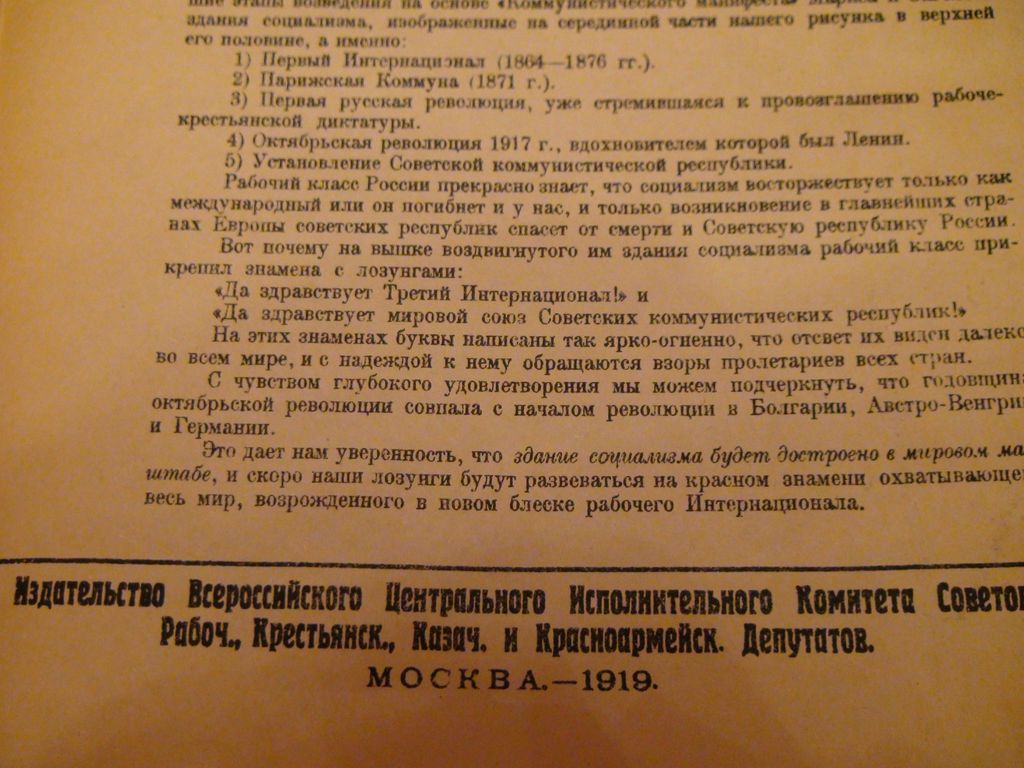 этапы возведения на основе «Коммунистического манифеста»
здания социализма, изображенные на серединной части нашего рисунка в верхней
его половине, а именно:
1) Первый Интернационал (1864—1876 гг.).
2) Парижская Коммуна (1871 г.).
3) Первая русская революция, уже стремившаяся к провозглашению рабоче-
крестьянской диктатуры.
4) Октябрьская революция 1917 г., вдохновителем которой был Ленин.
5) Установление Советской коммунистической республики.
Рабочий класс России прекрасно знает, что социализм восторжествует только как
международный или он погибнет и у нас, и только возникновение в главнейших стра-
нах Европы советских республик спасет от смерти и Советскую республику России.
Вот почему на вышке воздвигнутого им здания социализма рабочий класс при-
крепил знамена с лозунгами:
«Да здравствует Третий Интернационал!» и
«Да здравствует мировой союз Советских коммунистических республик!»
На этих знаменах буквы написаны так ярко-огненно, что отсвет их виден далеко
во всем мире, и с надеждой к нему обращаются взоры пролетариев всех стран.
С чувством глубокого удовлетворения мы можем подчеркнуть, что годовщин
октябрьской революции совпала с началом революции в Болгарии, Австро-Венгри
и Германии.
Это дает нам уверенность, что здание социализма будет достроено в мировом ма
штабе, и скоро наши лозунги будут развеваться на красном знамени охватывающе
весь мир, возрожденного в новом блеске рабочего Интернационала.
Издательство Всероссийского Центрального Исполнительного Комитета Совето
Рабоч., Крестьянск., Казач. и Красноармейск. Депутатов.
МОСКВА.—1919.